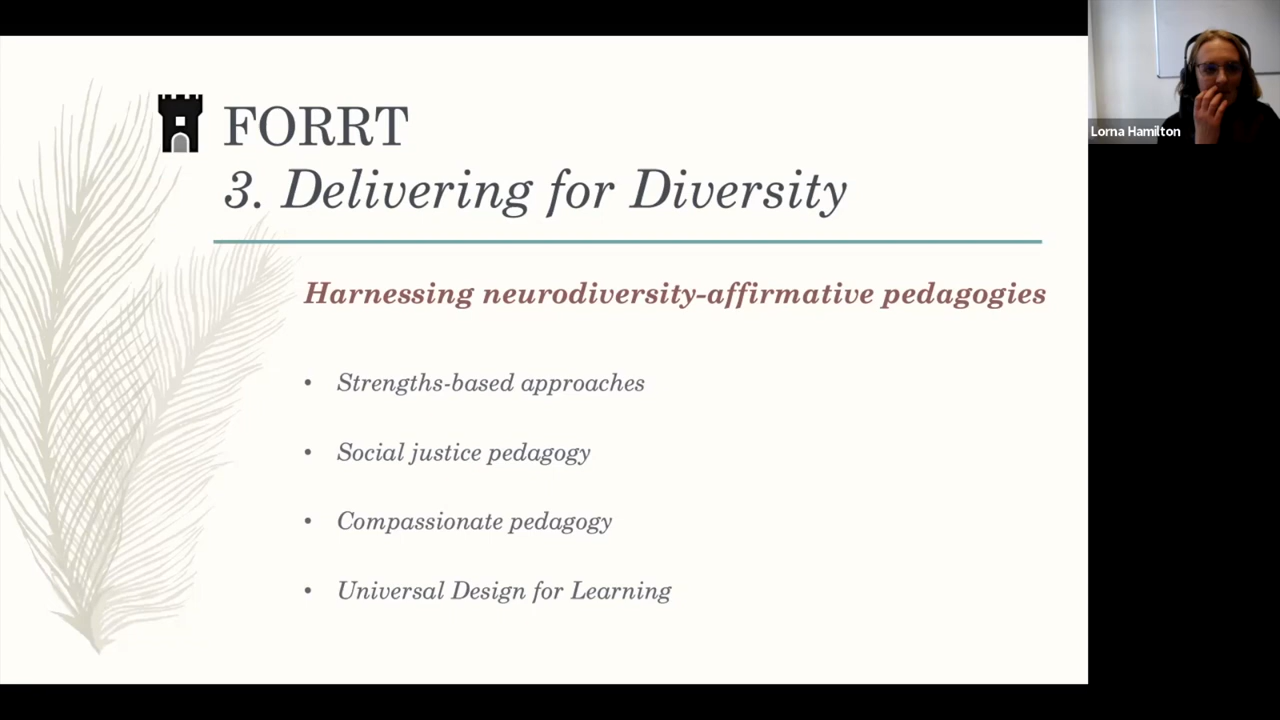 FORRT
3. Delivering for Diversity
Harnessing neurodiversity-affirmative pedagogies
• Strengths-based approaches
• Social justice pedagogy
• Compassionate pedagogy
• Universal Design for Learning
Lorna Hamilton